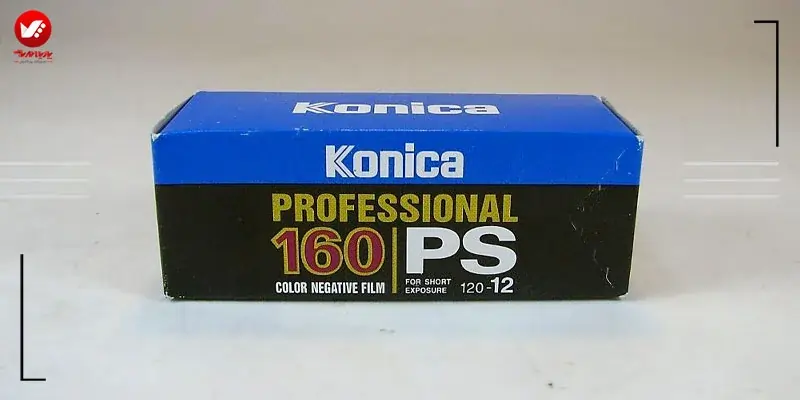 Konica
Konica
PROFESSIONAL
160 PS
COLOR NEGATIVE FILM
FOR SHORT
EXPOSURE
120-12